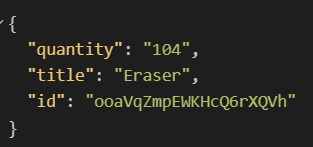 {
"quantity": "104",
"title": "Eraser",
"id": "ooaVqZmpEWKHcQ6rXQVh"
}